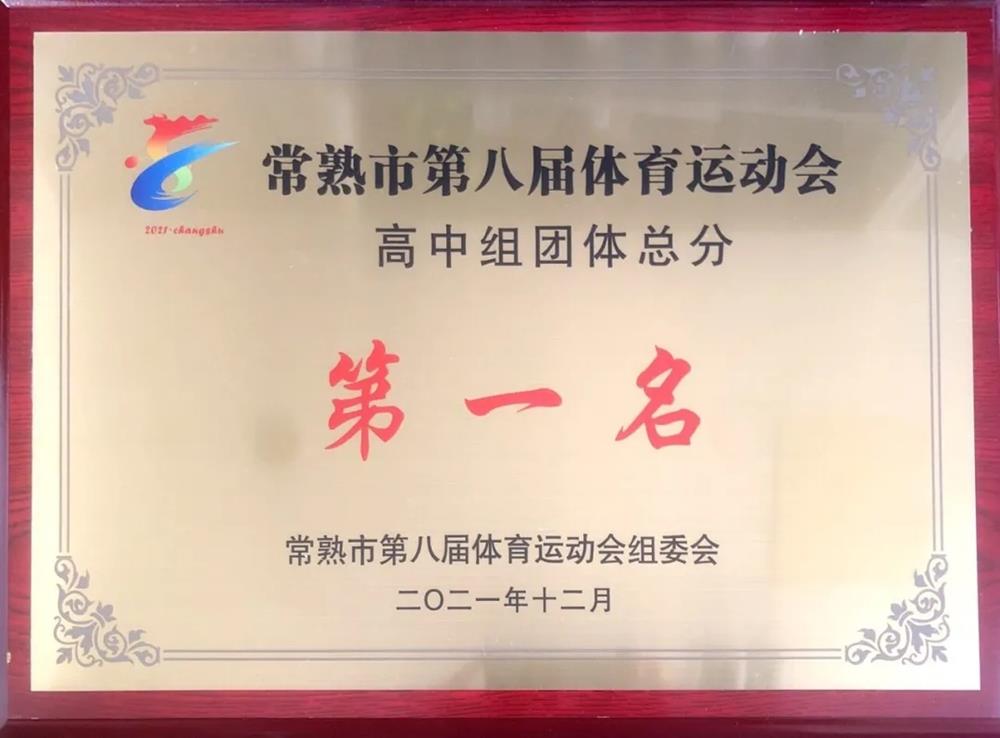 2021·changshu
常熟市第八届体育运动会
高中组团体总分
第一名
常熟市第八届体育运动会组委会
二〇二一年十二月